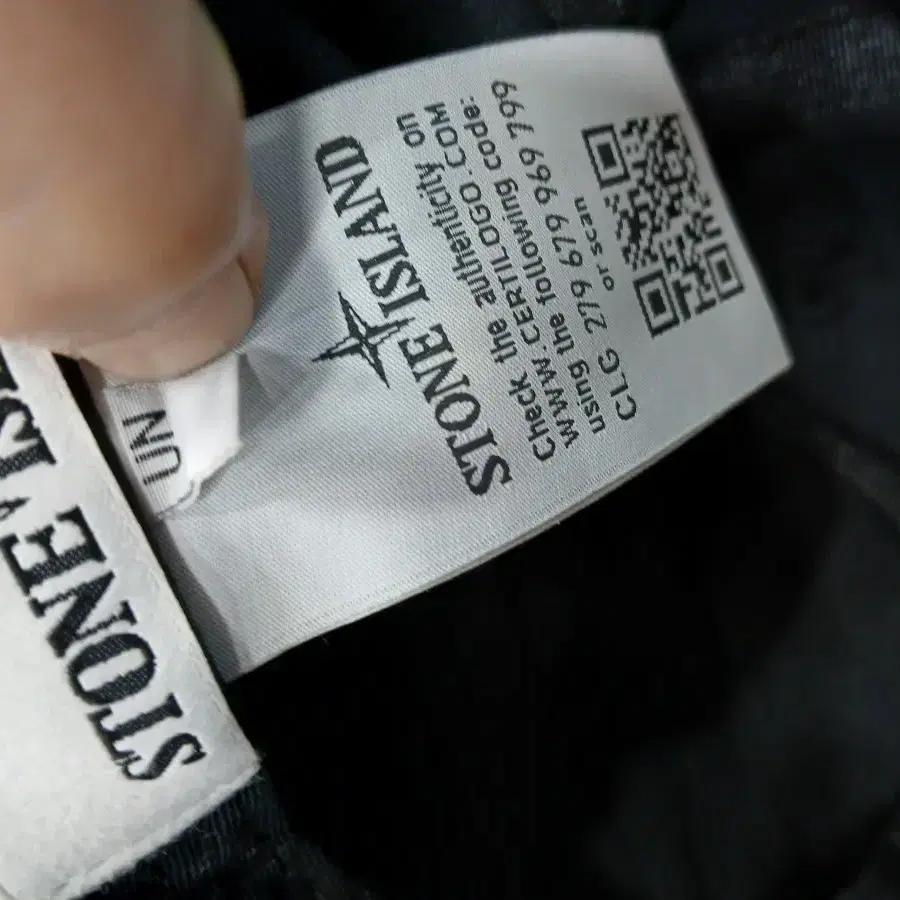 STONE ISLAND
Check the authenticity on
WWW.CERTILOGO.COM
using the following code:
CLG 279 679 969 799
or scan
UN
STONE IS